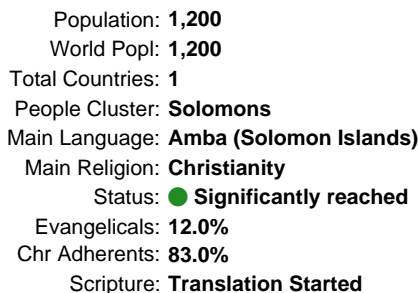 Population: 1,200
World Popl: 1,200
Total Countries: 1
People Cluster: Solomons
Main Language: Amba (Solomon Islands)
Main Religion: Christianity
Status: Significantly reached
Evangelicals: 12.0%
Chr Adherents: 83.0%
Scripture: Translation Started